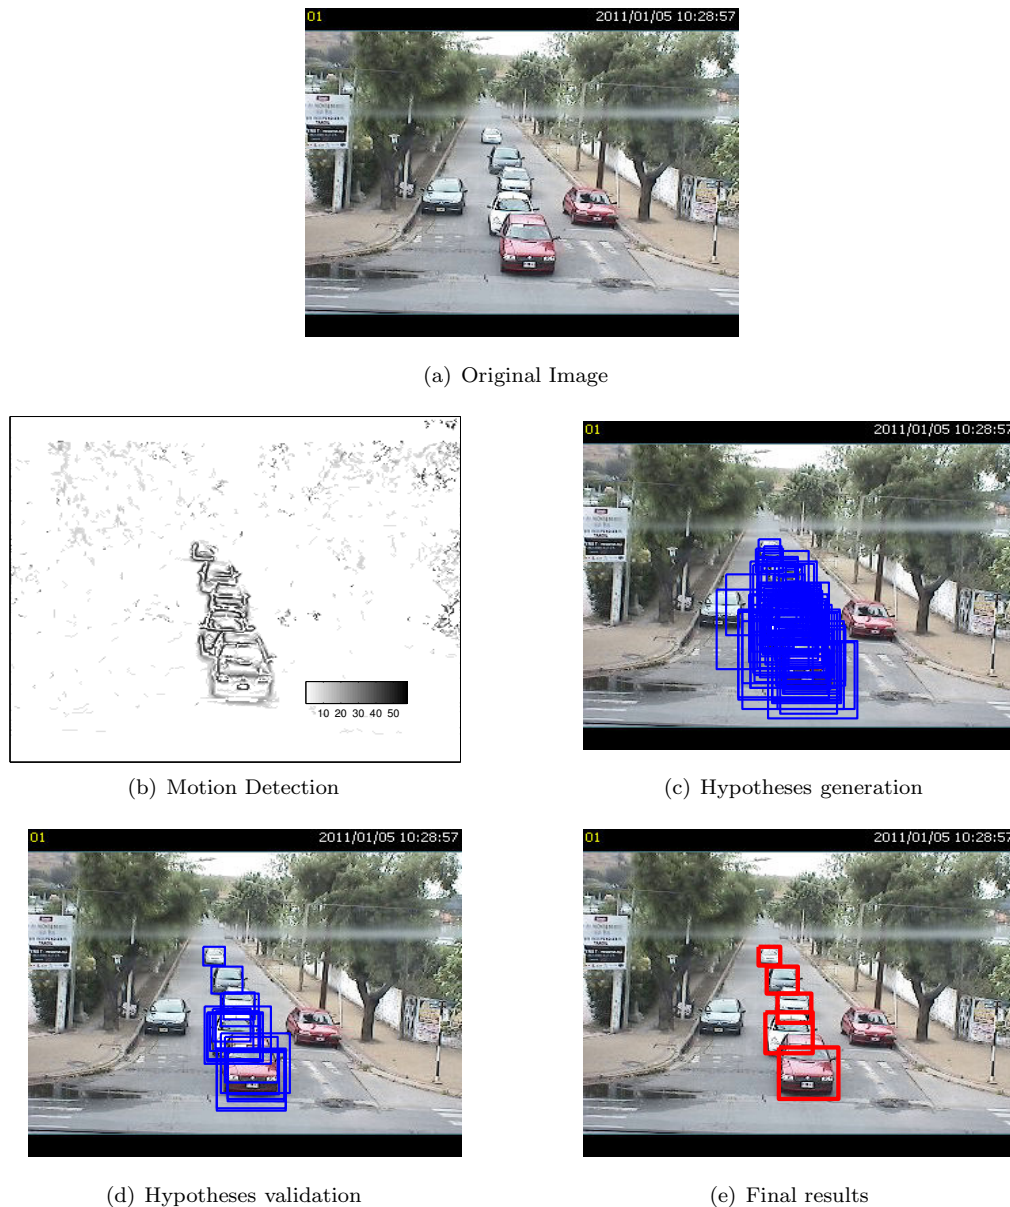 01 2011/01/05 10:28:57
(a) Original Image
10 20 30 40 50
(b) Motion Detection
01 2011/01/05 10:28:57
(c) Hypotheses generation
01 2011/01/05 10:28:57
(d) Hypotheses validation
01 2011/01/05 10:28:57
(e) Final results